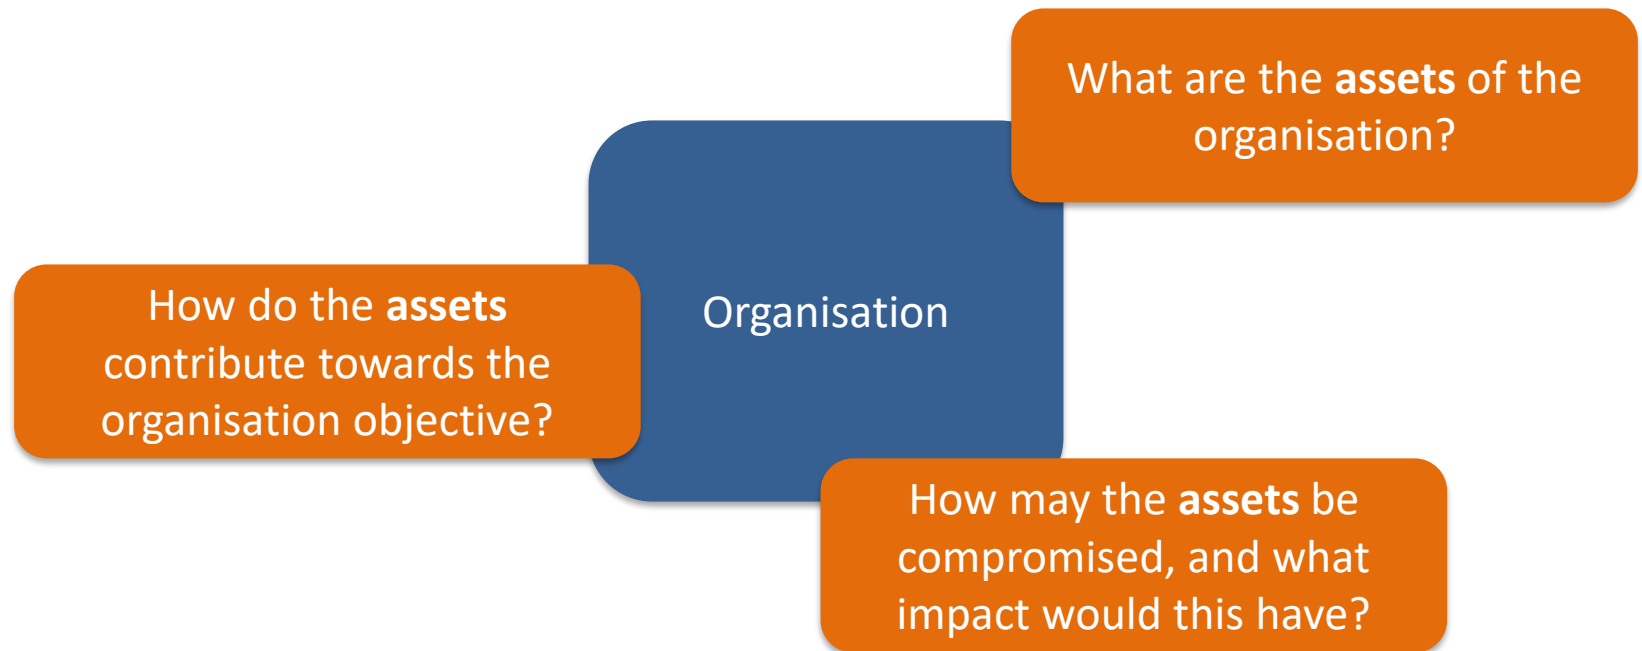 What are the assets of the
organisation?
Organisation
How do the assets
contribute towards the
organisation objective?
How may the assets be
compromised, and what
impact would this have?